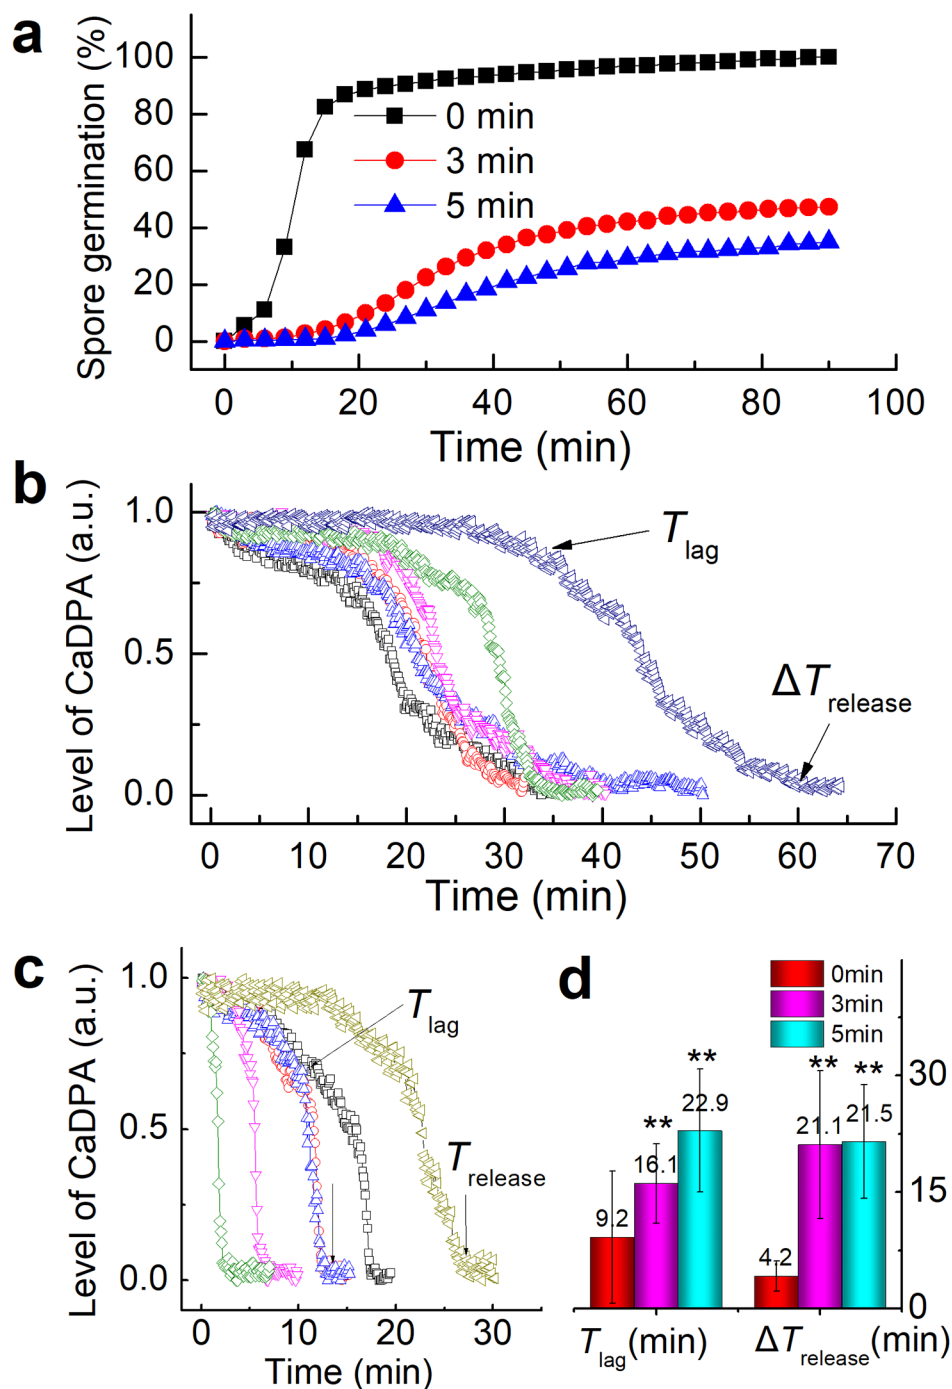 a
Spore germination (%)
100
80
60
40
20
0
0 min
3 min
5 min
0 20 40 60 80 100
Time (min)
b
Level of CaDPA (a.u.)
1.0
0.5
0.0
T lag
ΔT release
0 10 20 30 40 50 60 70
Time (min)
c
Level of CaDPA (a.u.)
1.0
0.5
0.0
T lag
T release
0 10 20 30
Time (min)
d
0min
3min
5min
30
15
0
9.2
**
16.1
**
22.9
4.2
**
21.1
**
21.5
T lag (min)
ΔT release (min)